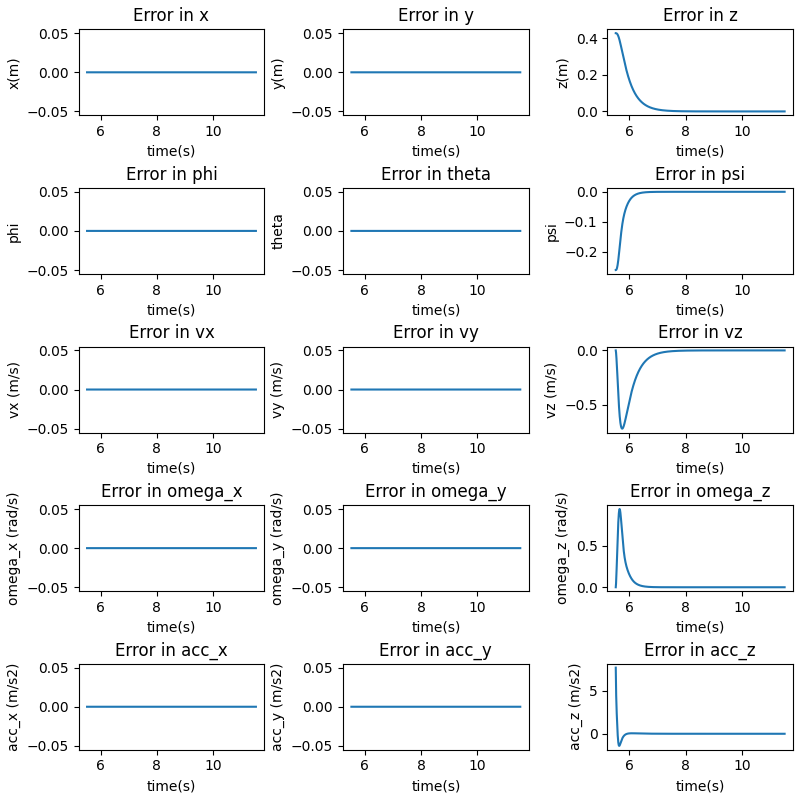 Error in x
0.05
0.00
−0.05
x(m)
6 8 10
time(s)
Error in y
0.05
0.00
−0.05
y(m)
6 8 10
time(s)
Error in z
0.4
0.2
0.0
z(m)
6 8 10
time(s)
Error in phi
0.05
0.00
−0.05
phi
6 8 10
time(s)
Error in theta
0.05
0.00
−0.05
theta
6 8 10
time(s)
Error in psi
0.0
−0.1
−0.2
psi
6 8 10
time(s)
Error in vx
0.05
0.00
−0.05
vx (m/s)
6 8 10
time(s)
Error in vy
0.05
0.00
−0.05
vy (m/s)
6 8 10
time(s)
Error in vz
0.0
−0.5
vz (m/s)
6 8 10
time(s)
Error in omega_x
0.05
0.00
−0.05
omega_x (rad/s)
6 8 10
time(s)
Error in omega_y
0.05
0.00
−0.05
omega_y (rad/s)
6 8 10
time(s)
Error in omega_z
0.5
0.0
omega_z (rad/s)
6 8 10
time(s)
Error in acc_x
0.05
0.00
−0.05
acc_x (m/s2)
6 8 10
time(s)
Error in acc_y
0.05
0.00
−0.05
acc_y (m/s2)
6 8 10
time(s)
Error in acc_z
5
0
acc_z (m/s2)
6 8 10
time(s)